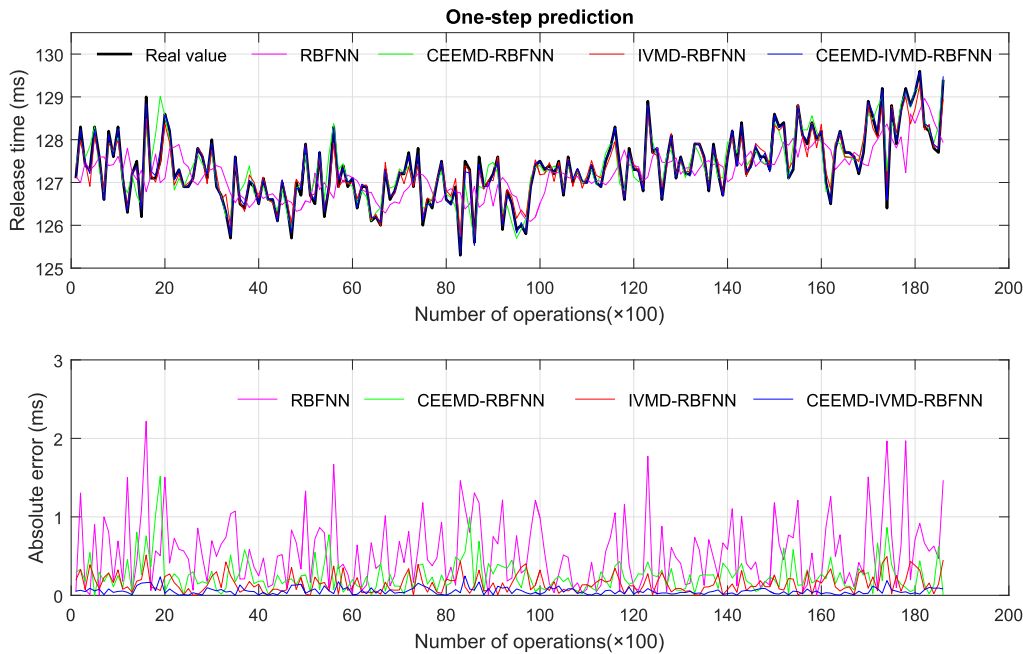 One-step prediction
Real value RBFNN CEEMD-RBFNN IVMD-RBFNN CEEMD-IVMD-RBFNN
Release time (ms)
130
129
128
127
126
125
0 20 40 60 80 100 120 140 160 180 200
Number of operations(×100)
RBFNN CEEMD-RBFNN IVMD-RBFNN CEEMD-IVMD-RBFNN
Absolute error (ms)
3
2
1
0
0 20 40 60 80 100 120 140 160 180 200
Number of operations(×100)